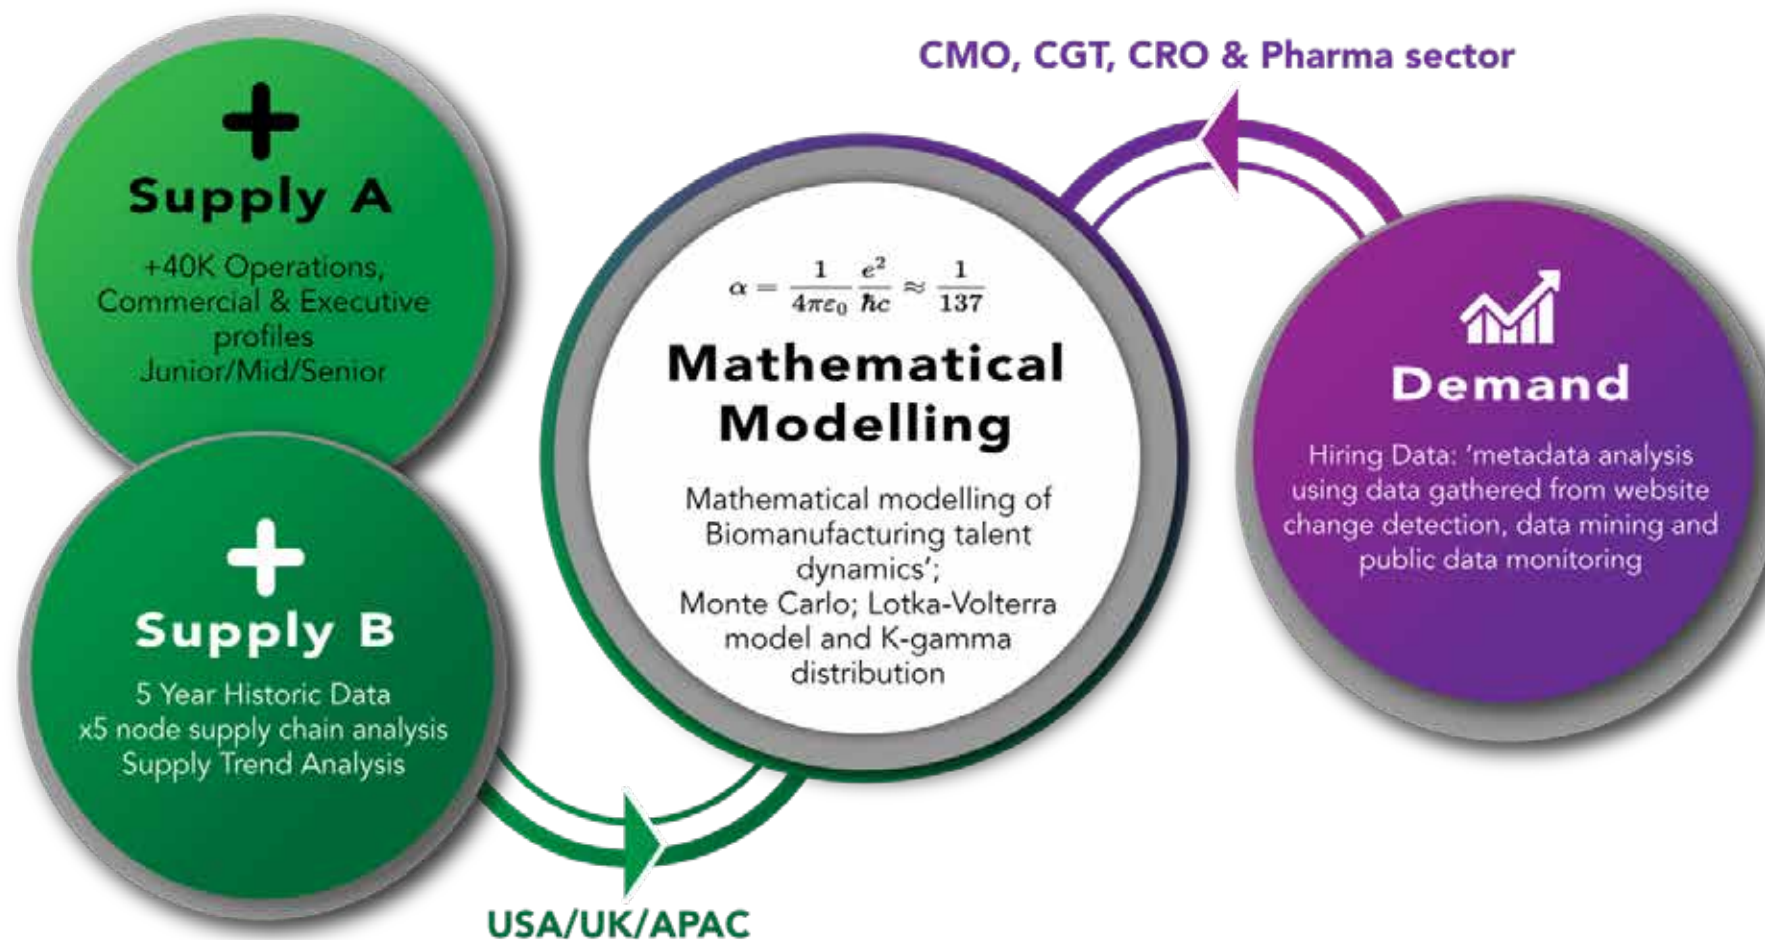 Supply A
+40K Operations,
Commercial & Executive
profiles
Junior/Mid/Senior
Supply B
5 Year Historic Data
x5 node supply chain analysis
Supply Trend Analysis
USA/UK/APAC
α = 1/4πε₀ e²/ħc ≈ 1/137
Mathematical
Modelling
Mathematical modelling of
Biomanufacturing talent
dynamics';
Monte Carlo; Lotka-Volterra
model and K-gamma
distribution
CMO, CGT, CRO & Pharma sector
Demand
Hiring Data: 'metadata analysis
using data gathered from website
change detection, data mining and
public data monitoring